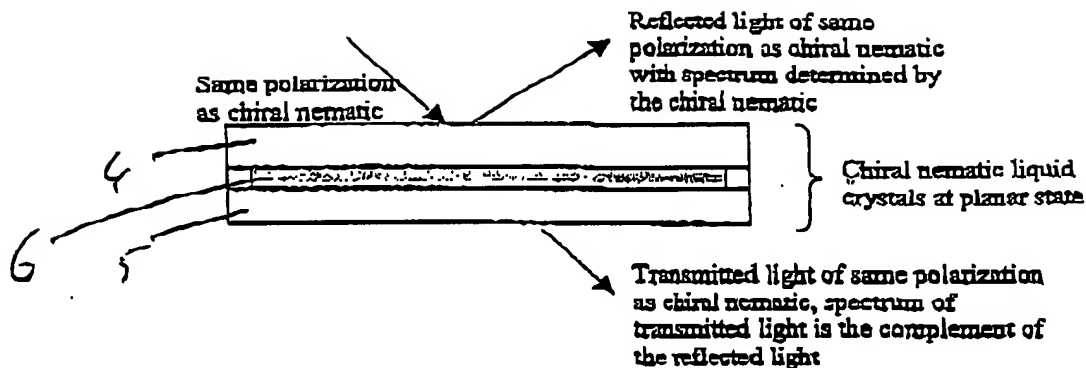 Reflected light of same
polarization as chiral nematic
with spectrum determined by
the chiral nematic
Same polarization
as chiral nematic
4
Chiral nematic liquid
crystals at planar state
6
5
Transmitted light of same polarization
as chiral nematic, spectrum of
transmitted light is the complement of
the reflected light